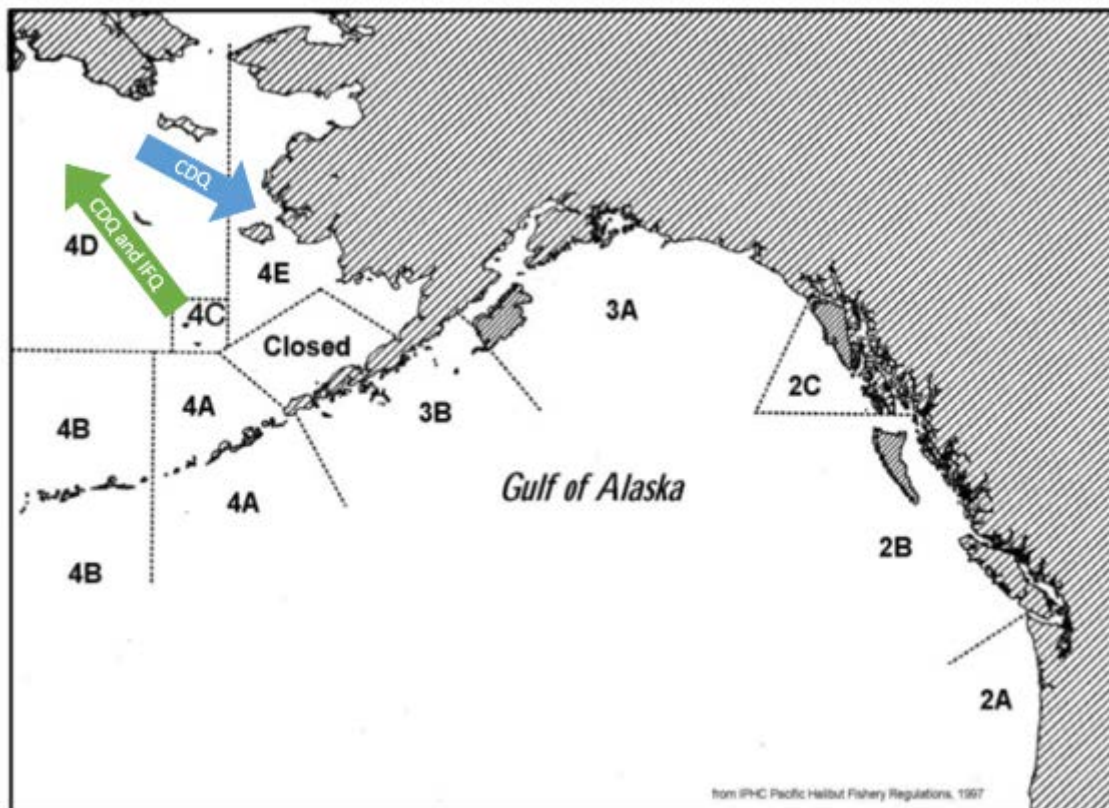 CDQ
CDQ and IFQ
4D
4E
4C
3A
Closed
4A
2C
3B
4B
Gulf of Alaska
4A
2B
4B
2A
from IPHC Pacific Halibut Fishery Regulations, 1997